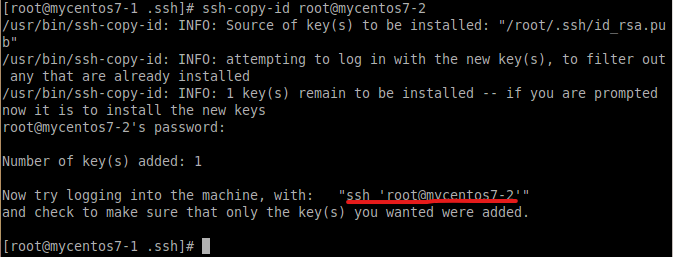 [root@mycentos7-1 .ssh]# ssh-copy-id root@mycentos7-2
/usr/bin/ssh-copy-id: INFO: Source of key(s) to be installed: "/root/.ssh/id_rsa.pu
b"
/usr/bin/ssh-copy-id: INFO: attempting to log in with the new key(s), to filter out
 any that are already installed
/usr/bin/ssh-copy-id: INFO: 1 key(s) remain to be installed -- if you are prompted
now it is to install the new keys
root@mycentos7-2's password:

Number of key(s) added: 1

Now try logging into the machine, with:   "ssh 'root@mycentos7-2'"
and check to make sure that only the key(s) you wanted were added.

[root@mycentos7-1 .ssh]#